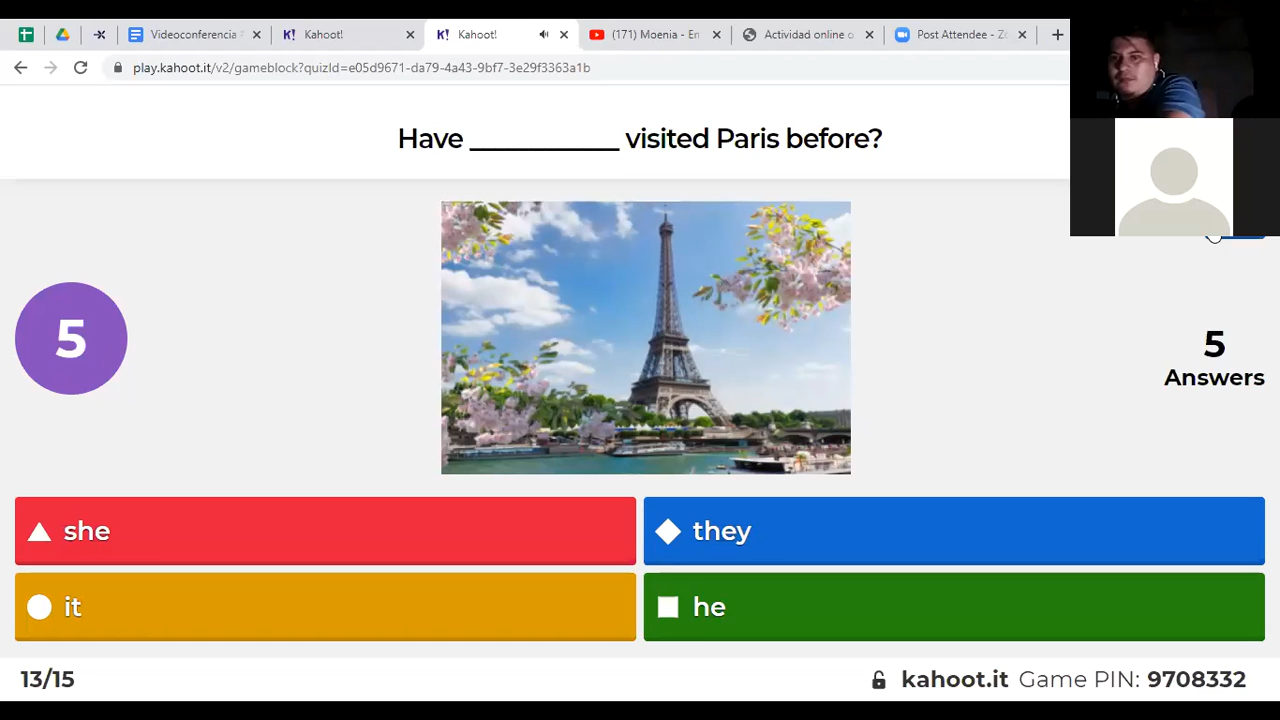 Videoconferencia
Kahoot!
Kahoot!
(171) Moenia - En
Actividad online o
Post Attendee - Zo
play.kahoot.it/v2/gameblock?quizId=e05d9671-da79-4a43-9bf7-3e29f3363a1b
Have ___________ visited Paris before?
5
5
Answers
she
they
it
he
13/15
kahoot.it Game PIN: 9708332